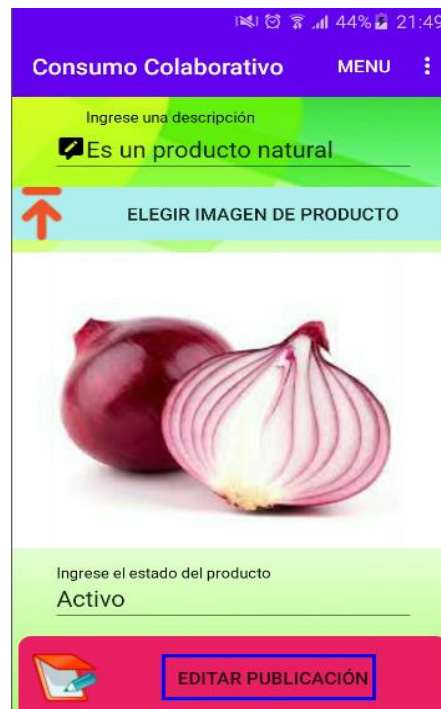 44% 21:49
Consumo Colaborativo MENU
Ingrese una descripción
Es un producto natural
ELEGIR IMAGEN DE PRODUCTO
Ingrese el estado del producto
Activo
EDITAR PUBLICACIÓN